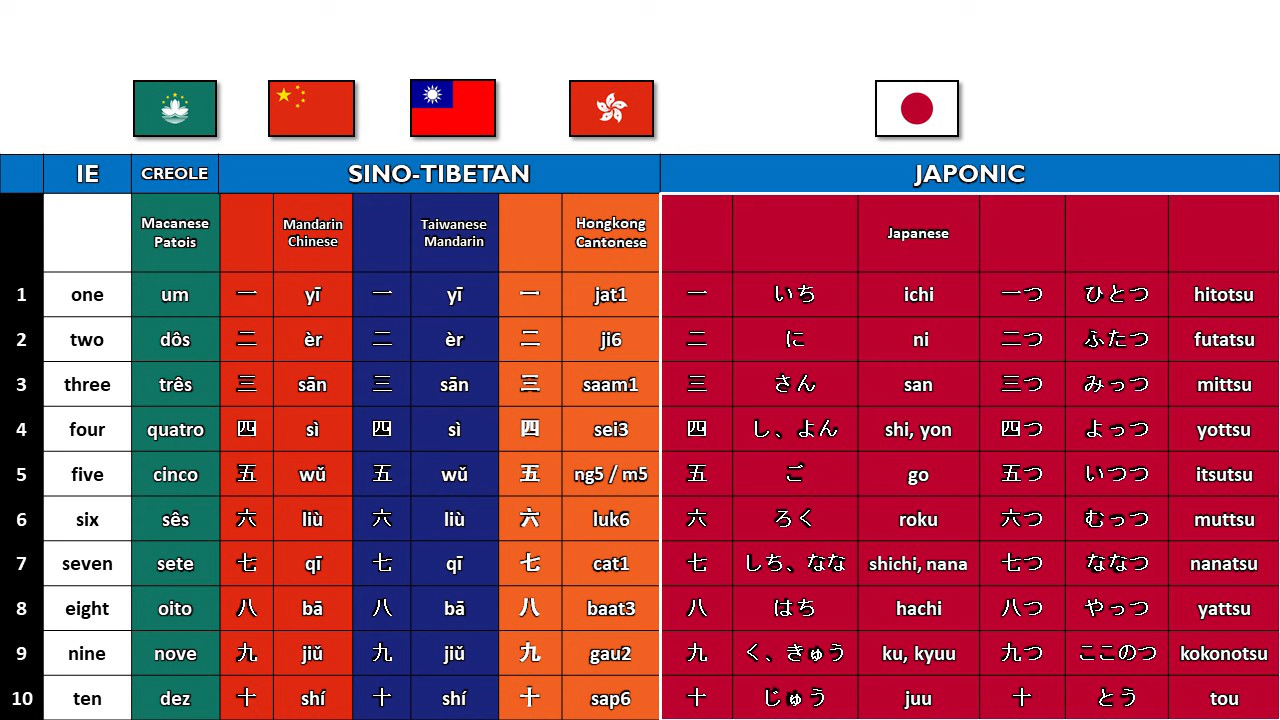 IE CREOLE SINO-TIBETAN JAPONIC
Macanese Patois Mandarin Chinese Taiwanese Mandarin Hongkong Cantonese Japanese
1 one um 一 yī 一 yī 一 jat1 一 いち ichi 一つ ひとつ hitotsu
2 two dôs 二 èr 二 èr 二 ji6 二 に ni 二つ ふたつ futatsu
3 three três 三 sān 三 sān 三 saam1 三 さん san 三つ みっつ mittsu
4 four quatro 四 sì 四 sì 四 sei3 四 し、よん shi, yon 四つ よっつ yottsu
5 five cinco 五 wǔ 五 wǔ 五 ng5 / m5 五 ご go 五つ いつつ itsutsu
6 six sês 六 liù 六 liù 六 luk6 六 ろく roku 六つ むっつ muttsu
7 seven sete 七 qī 七 qī 七 cat1 七 しち、なな shichi, nana 七つ ななつ nanatsu
8 eight oito 八 bā 八 bā 八 baat3 八 はち hachi 八つ やっつ yattsu
9 nine nove 九 jiǔ 九 jiǔ 九 gau2 九 く、きゅう ku, kyuu 九つ ここのつ kokonotsu
10 ten dez 十 shí 十 shí 十 sap6 十 じゅう juu 十 とう tou